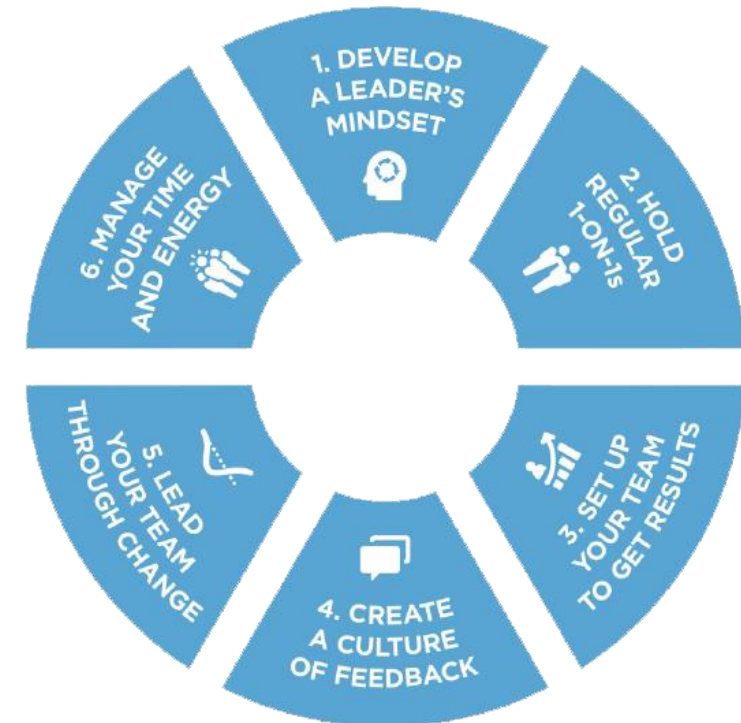 1. DEVELOP
A LEADER'S
MINDSET
2. HOLD
REGULAR
1-ON-1s
3. SET UP
YOUR TEAM
TO GET RESULTS
4. CREATE
A CULTURE
OF FEEDBACK
5. LEAD
YOUR TEAM
THROUGH CHANGE
6. MANAGE
YOUR TIME
AND ENERGY